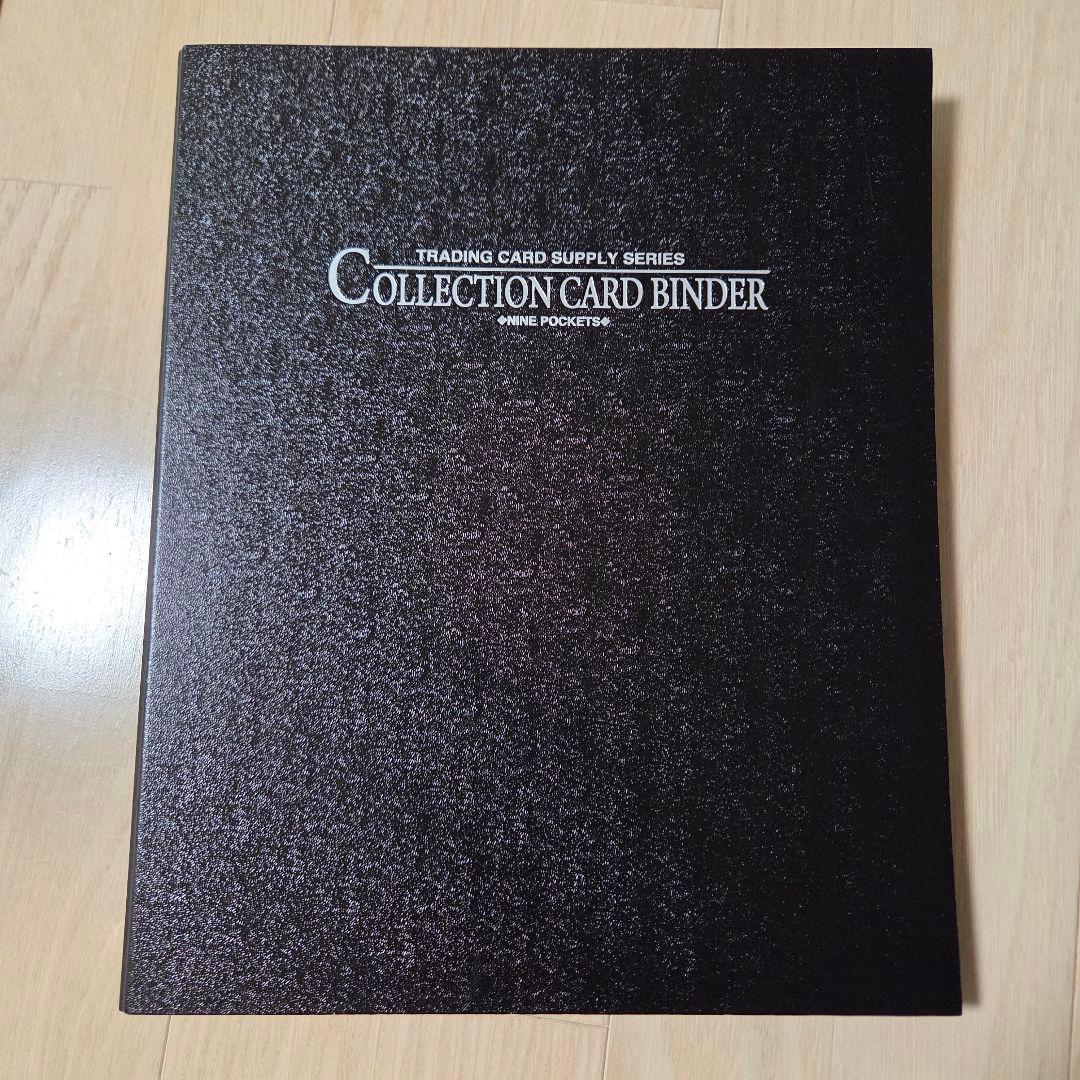 TRADING CARD SUPPLY SERIES
COLLECTION CARD BINDER
◆NINE POCKETS◆